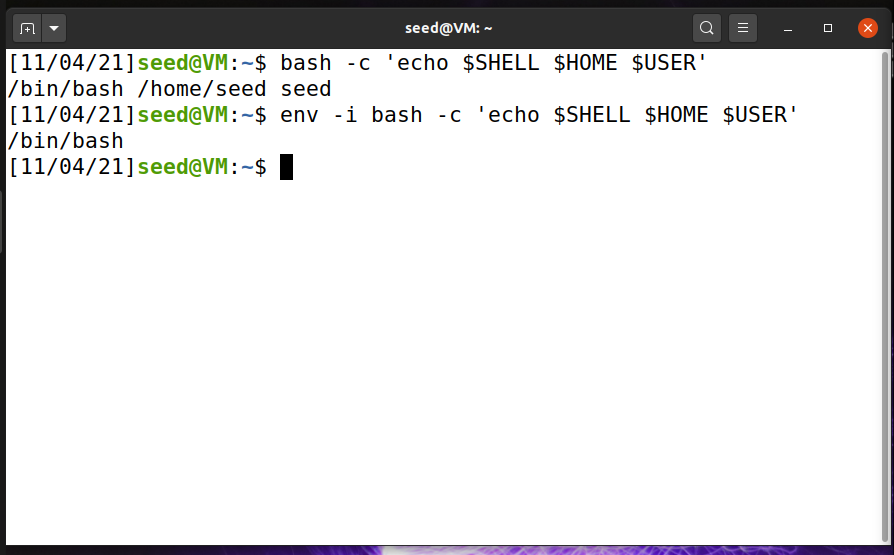 seed@VM: ~
[11/04/21]seed@VM:~$ bash -c 'echo $SHELL $HOME $USER'
/bin/bash /home/seed seed
[11/04/21]seed@VM:~$ env -i bash -c 'echo $SHELL $HOME $USER'
/bin/bash
[11/04/21]seed@VM:~$